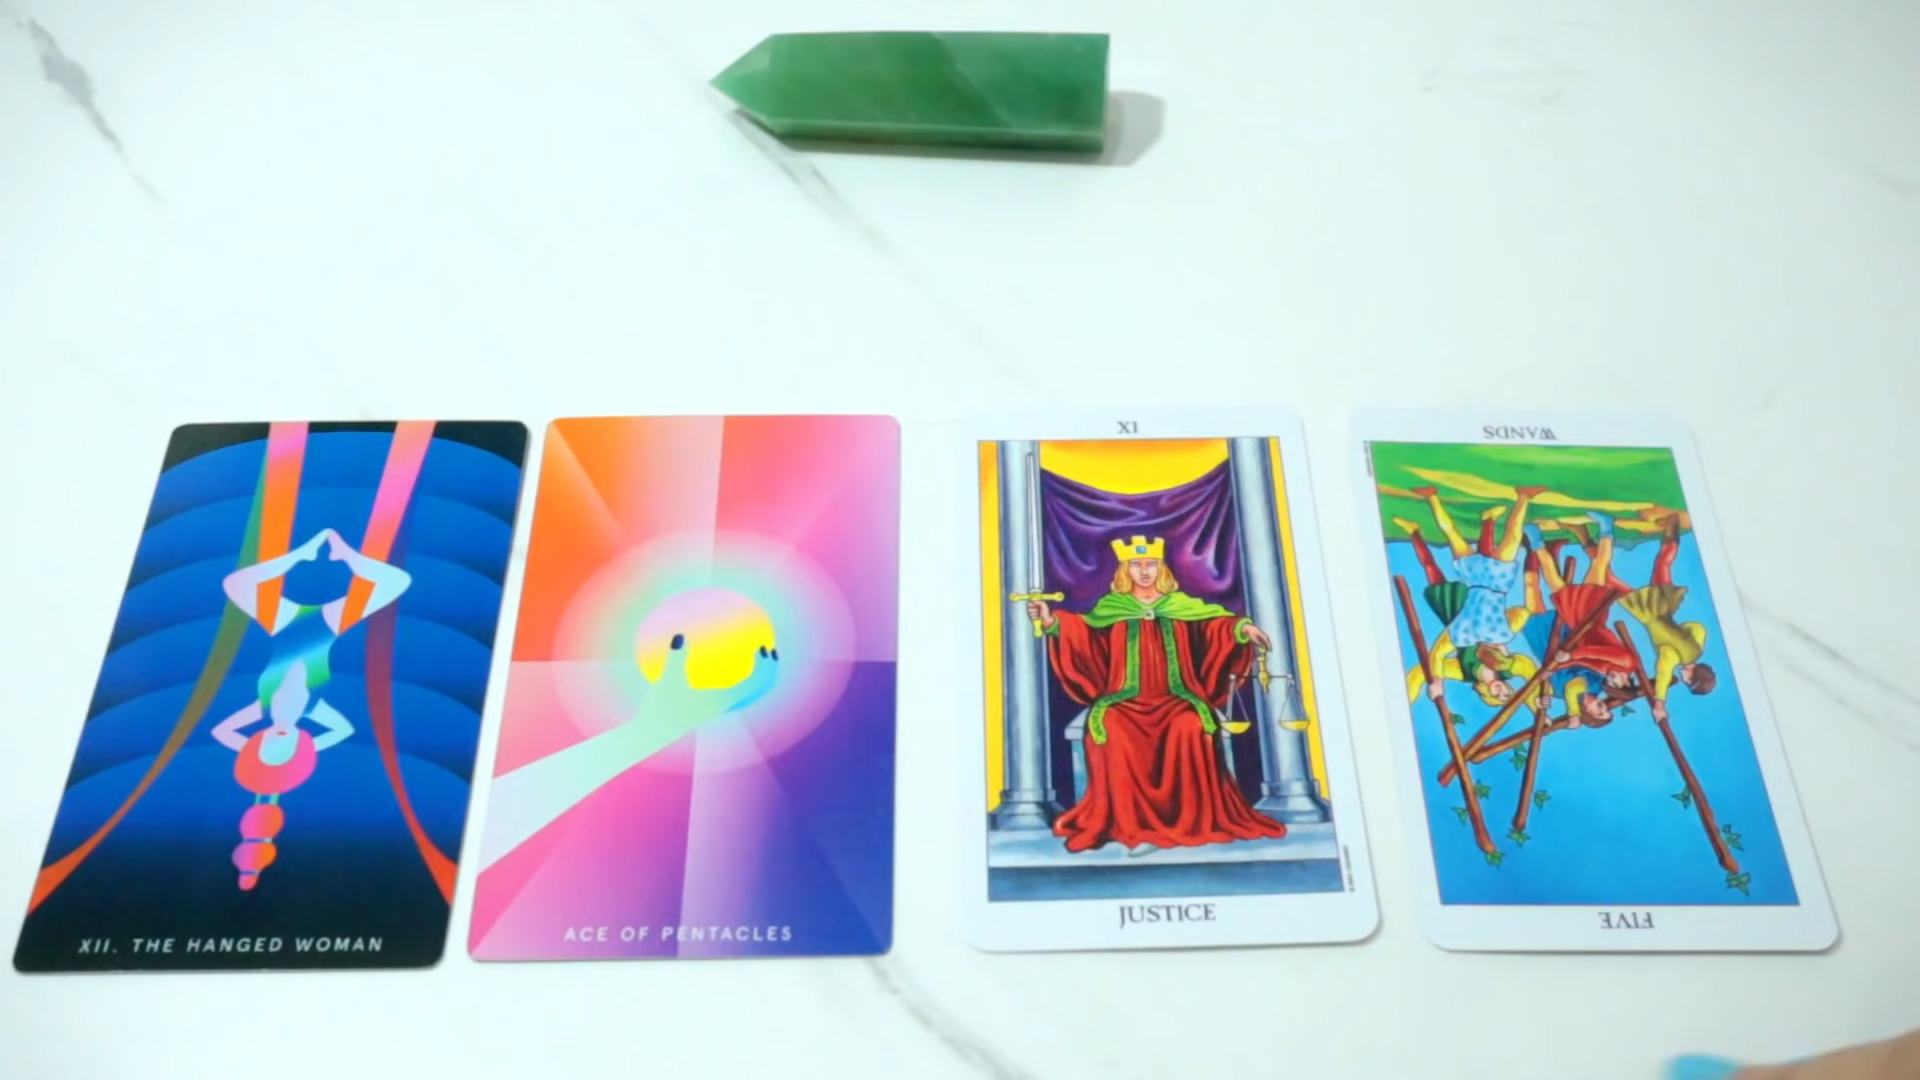 XII. THE HANGED WOMAN
ACE OF PENTACLES
XI
JUSTICE
WANDS
FIVE